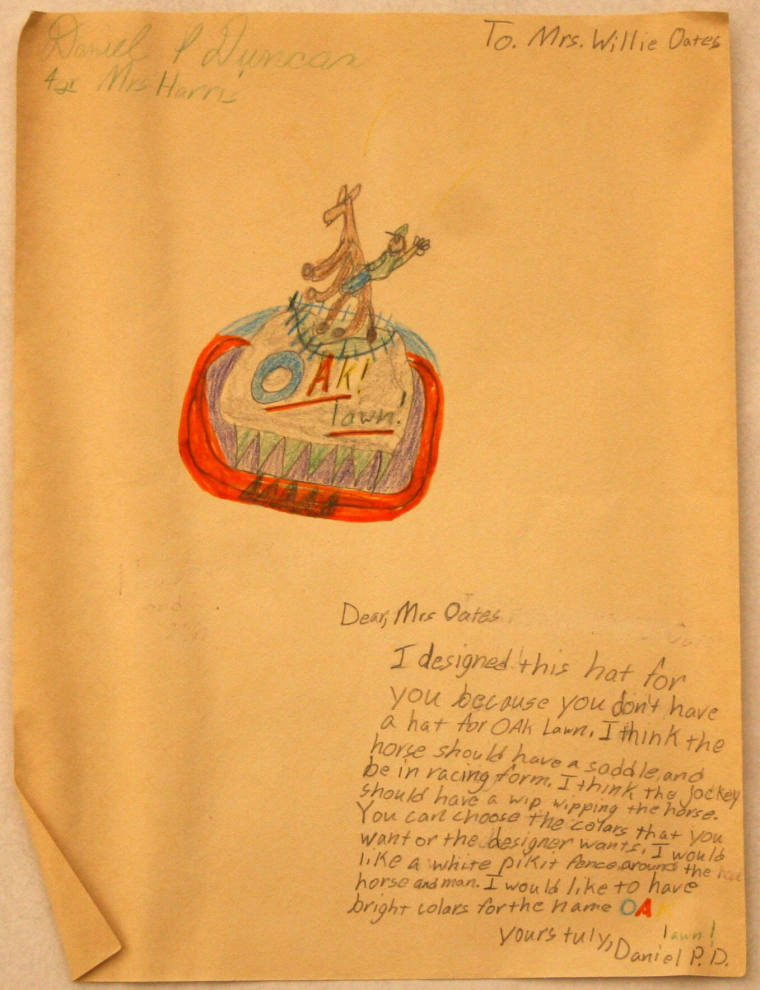 Daniel P Duncan
To. Mrs. Willie Oates
4gr Mrs Harris
OAk!
lawn!
Dear, Mrs Oates
I designed this hat for
you because you don't have
a hat for OAk Lawn. I think the
horse should have a saddle, and
be in racing form. I think the jockey
should have a wip wipping the horse.
You can choose the colars that you
want or the designer wants. I would
like a white pikit fence around the
horse and man. I would like to have
bright colars for the name OAk
lawn!
yours tuly, Daniel P. D.